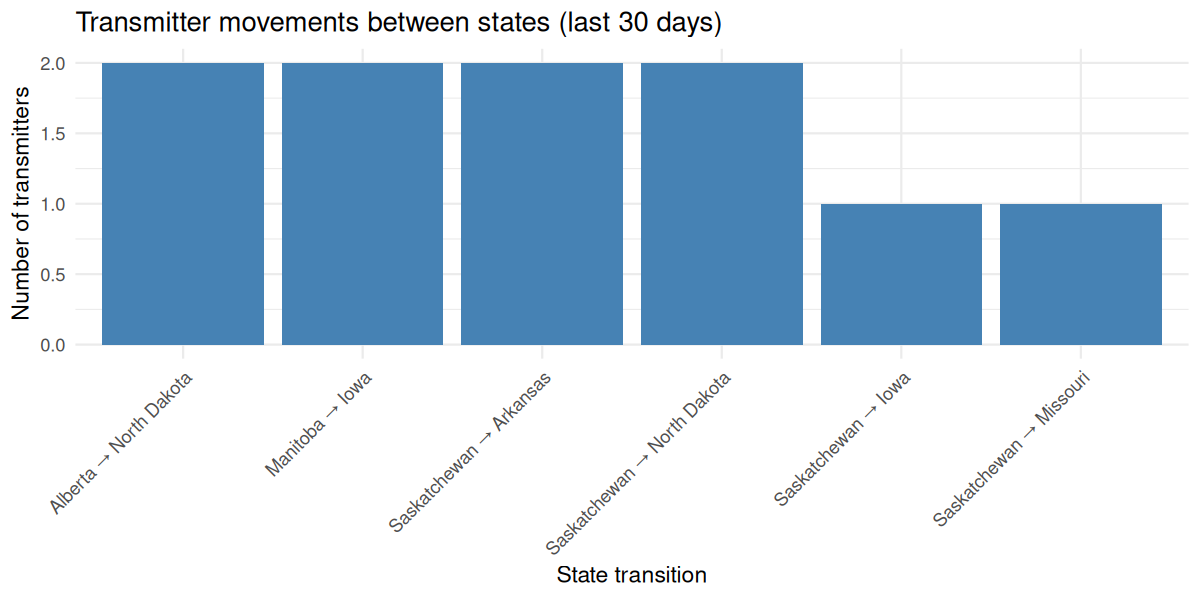 Transmitter movements between states (last 30 days)
Number of transmitters
2.0
1.5
1.0
0.5
0.0
Alberta → North Dakota
Manitoba → Iowa
Saskatchewan → Arkansas
Saskatchewan → North Dakota
Saskatchewan → Iowa
Saskatchewan → Missouri
State transition